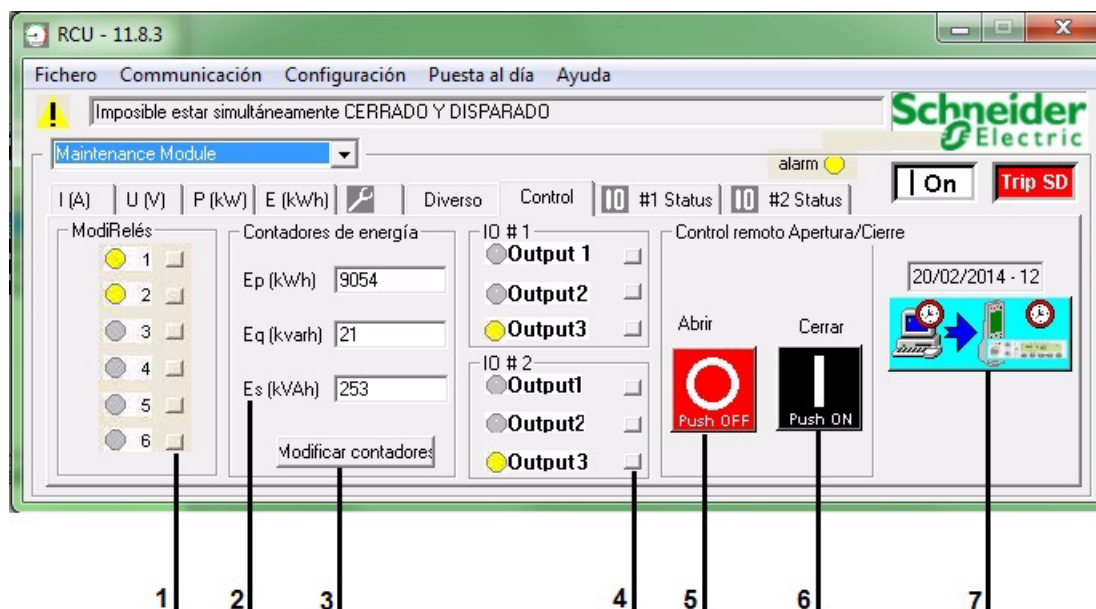 RCU - 11.8.3
Fichero Communicación Configuración Puesta al día Ayuda
Imposible estar simultáneamente CERRADO Y DISPARADO
Schneider
Electric
Maintenance Module
alarm
On
Trip SD
I (A) U (V) P (kW) E (kWh) Diverso Control IO #1 Status IO #2 Status
ModiRelés
1
2
3
4
5
6
Contadores de energía
Ep (kWh) 9054
Eq (kvarh) 21
Es (kVAh) 253
Modificar contadores
IO # 1
Output 1
Output2
Output3
IO # 2
Output1
Output2
Output3
Control remoto Apertura/Cierre
Abrir Cerrar
Push OFF Push ON
20/02/2014 - 12
1 2 3 4 5 6 7